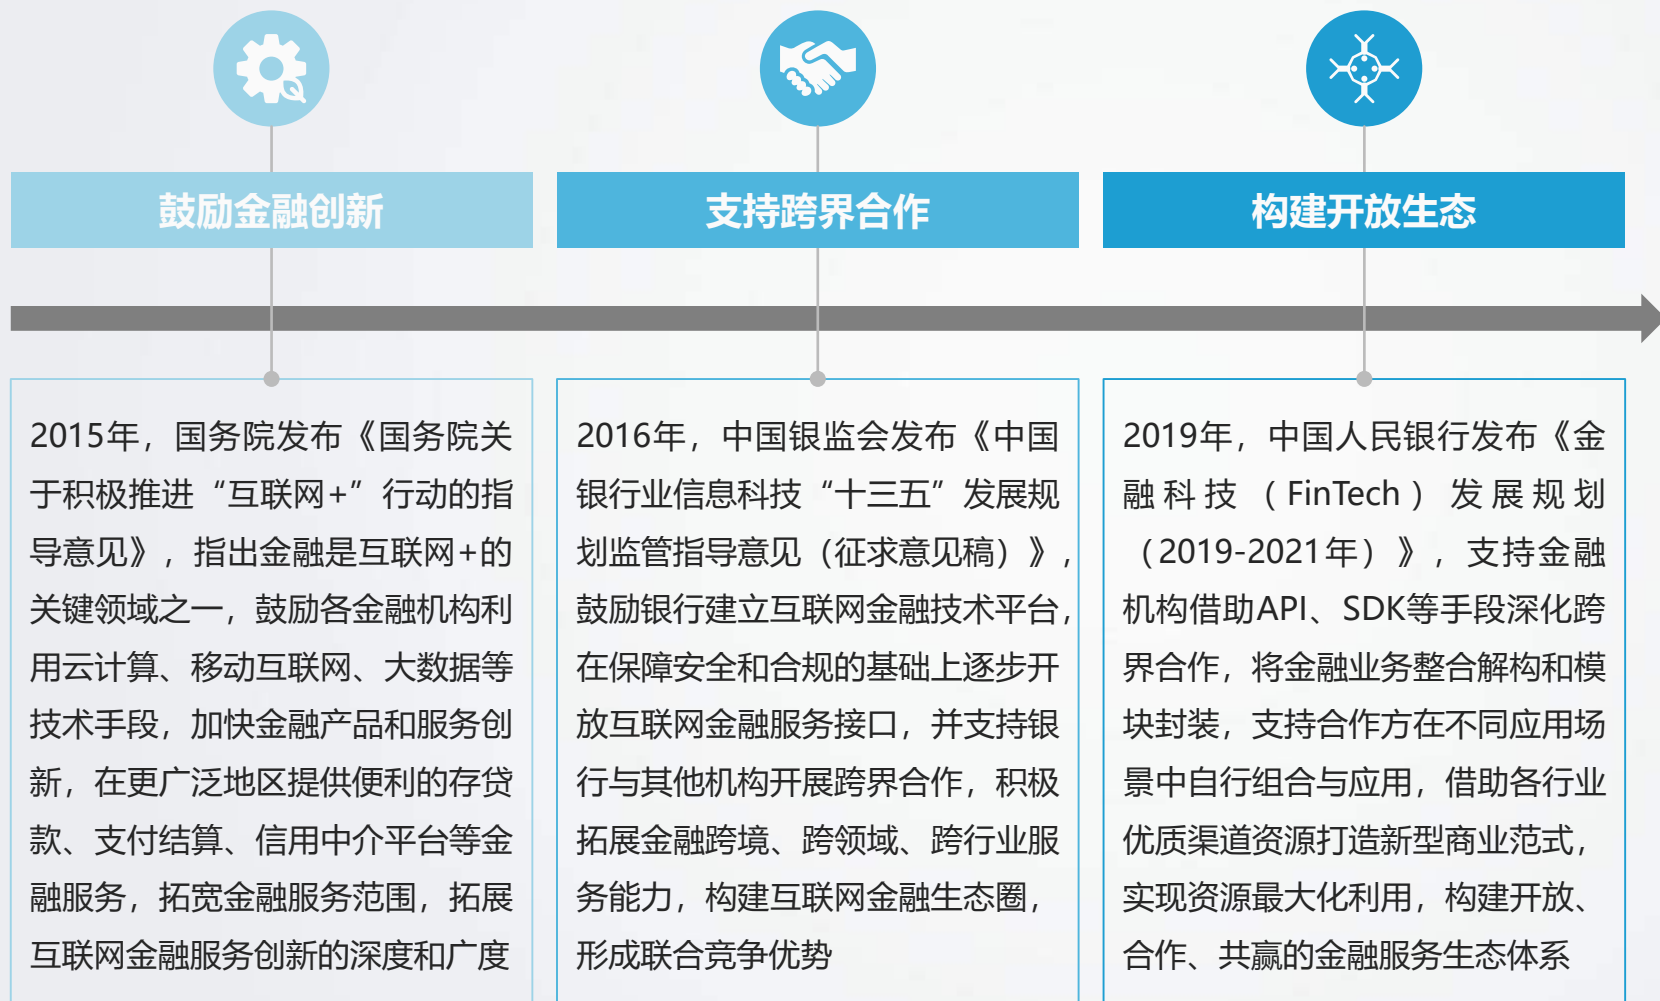 鼓励金融创新
支持跨界合作
构建开放生态
2015年，国务院发布《国务院关
于积极推进“互联网+”行动的指
导意见》，指出金融是互联网+的
关键领域之一，鼓励各金融机构利
用云计算、移动互联网、大数据等
技术手段，加快金融产品和服务创
新，在更广泛地区提供便利的存贷
款、支付结算、信用中介平台等金
融服务，拓宽金融服务范围，拓展
互联网金融服务创新的深度和广度
2016年，中国银监会发布《中国
银行业信息科技“十三五”发展规
划监管指导意见（征求意见稿）》，
鼓励银行建立互联网金融技术平台，
在保障安全和合规的基础上逐步开
放互联网金融服务接口，并支持银
行与其他机构开展跨界合作，积极
拓展金融跨境、跨领域、跨行业服
务能力，构建互联网金融生态圈，
形成联合竞争优势
2019年，中国人民银行发布《金
融科技（FinTech）发展规划
（2019-2021年）》，支持金融
机构借助API、SDK等手段深化跨
界合作，将金融业务整合解构和模
块封装，支持合作方在不同应用场
景中自行组合与应用，借助各行业
优质渠道资源打造新型商业范式，
实现资源最大化利用，构建开放、
合作、共赢的金融服务生态体系